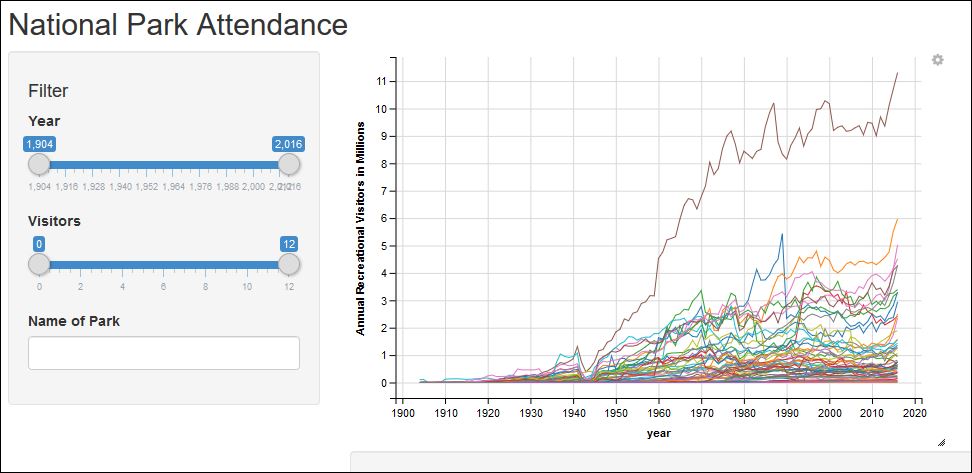 National Park Attendance
Filter
Year
1,904 2,016
1,904 1,916 1,928 1,940 1,952 1,964 1,976 1,988 2,000 2,016
Visitors
0 12
0 2 4 6 8 10 12
Name of Park
Annual Recreational Visitors in Millions
11
10
9
8
7
6
5
4
3
2
1
0
1900 1910 1920 1930 1940 1950 1960 1970 1980 1990 2000 2010 2020
year